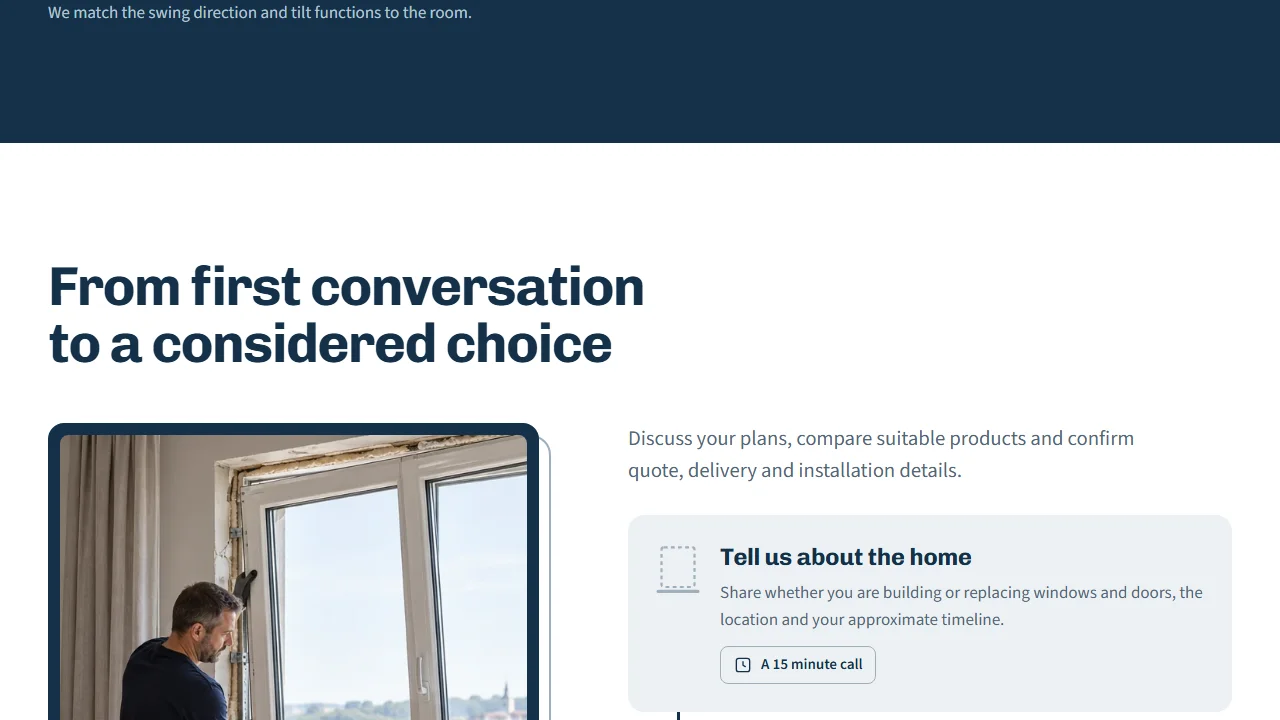 We match the swing direction and tilt functions to the room.
From first conversation
to a considered choice
Discuss your plans, compare suitable products and confirm
quote, delivery and installation details.
Tell us about the home
Share whether you are building or replacing windows and doors, the
location and your approximate timeline.
A 15 minute call